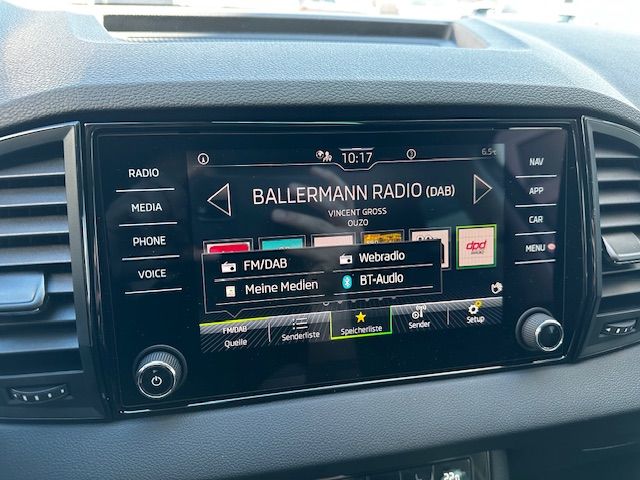 10:17
6.5°C
RADIO
MEDIA
PHONE
VOICE
BALLERMANN RADIO (DAB)
VINCENT GROSS
OUZO
dpd
FM/DAB
Webradio
Meine Medien
BT-Audio
FM/DAB
Quelle
Senderliste
Speicherliste
Sender
Setup
NAV
APP
CAR
MENU
22